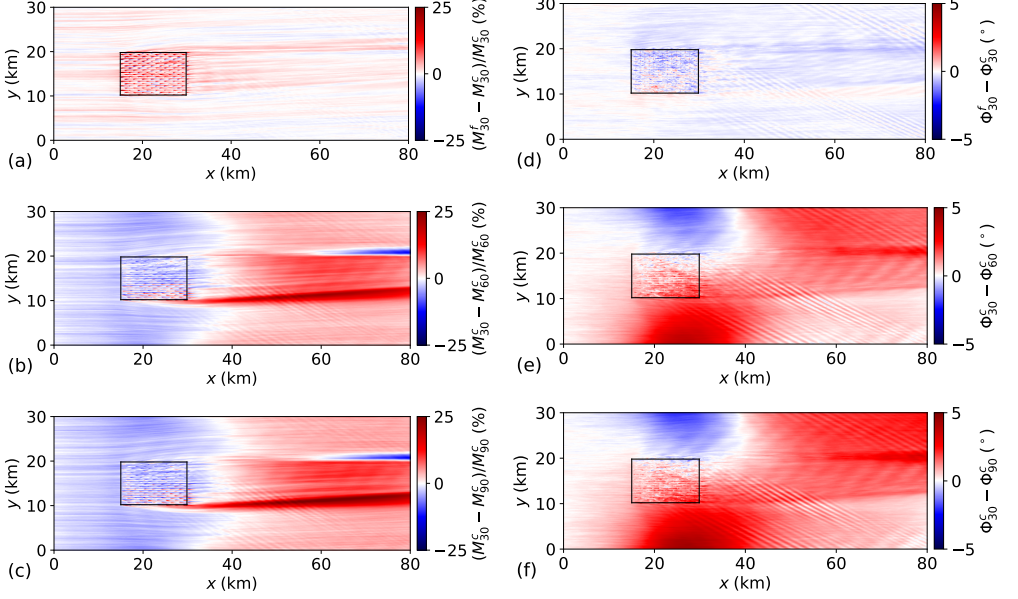 30
20
10
0
y (km)
0 20 40 60 80
x (km)
(a)
25
0
−25
(M^f_30 − M^c_30)/M^c_30 (%)
30
20
10
0
y (km)
0 20 40 60 80
x (km)
(d)
5
0
−5
Φ^f_30 − Φ^c_30 (°)
30
20
10
0
y (km)
0 20 40 60 80
x (km)
(b)
25
0
−25
(M^c_30 − M^c_60)/M^c_60 (%)
30
20
10
0
y (km)
0 20 40 60 80
x (km)
(e)
5
0
−5
Φ^c_30 − Φ^c_60 (°)
30
20
10
0
y (km)
0 20 40 60 80
x (km)
(c)
25
0
−25
(M^c_30 − M^c_90)/M^c_90 (%)
30
20
10
0
y (km)
0 20 40 60 80
x (km)
(f)
5
0
−5
Φ^c_30 − Φ^c_90 (°)